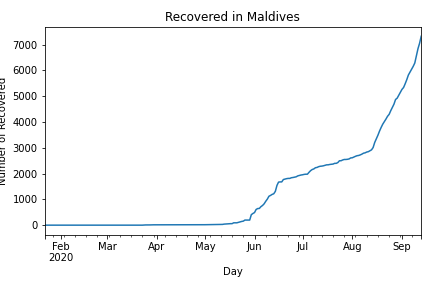 Recovered in Maldives
Number of Recovered
7000
6000
5000
4000
3000
2000
1000
0
Feb Mar Apr May Jun Jul Aug Sep
2020
Day